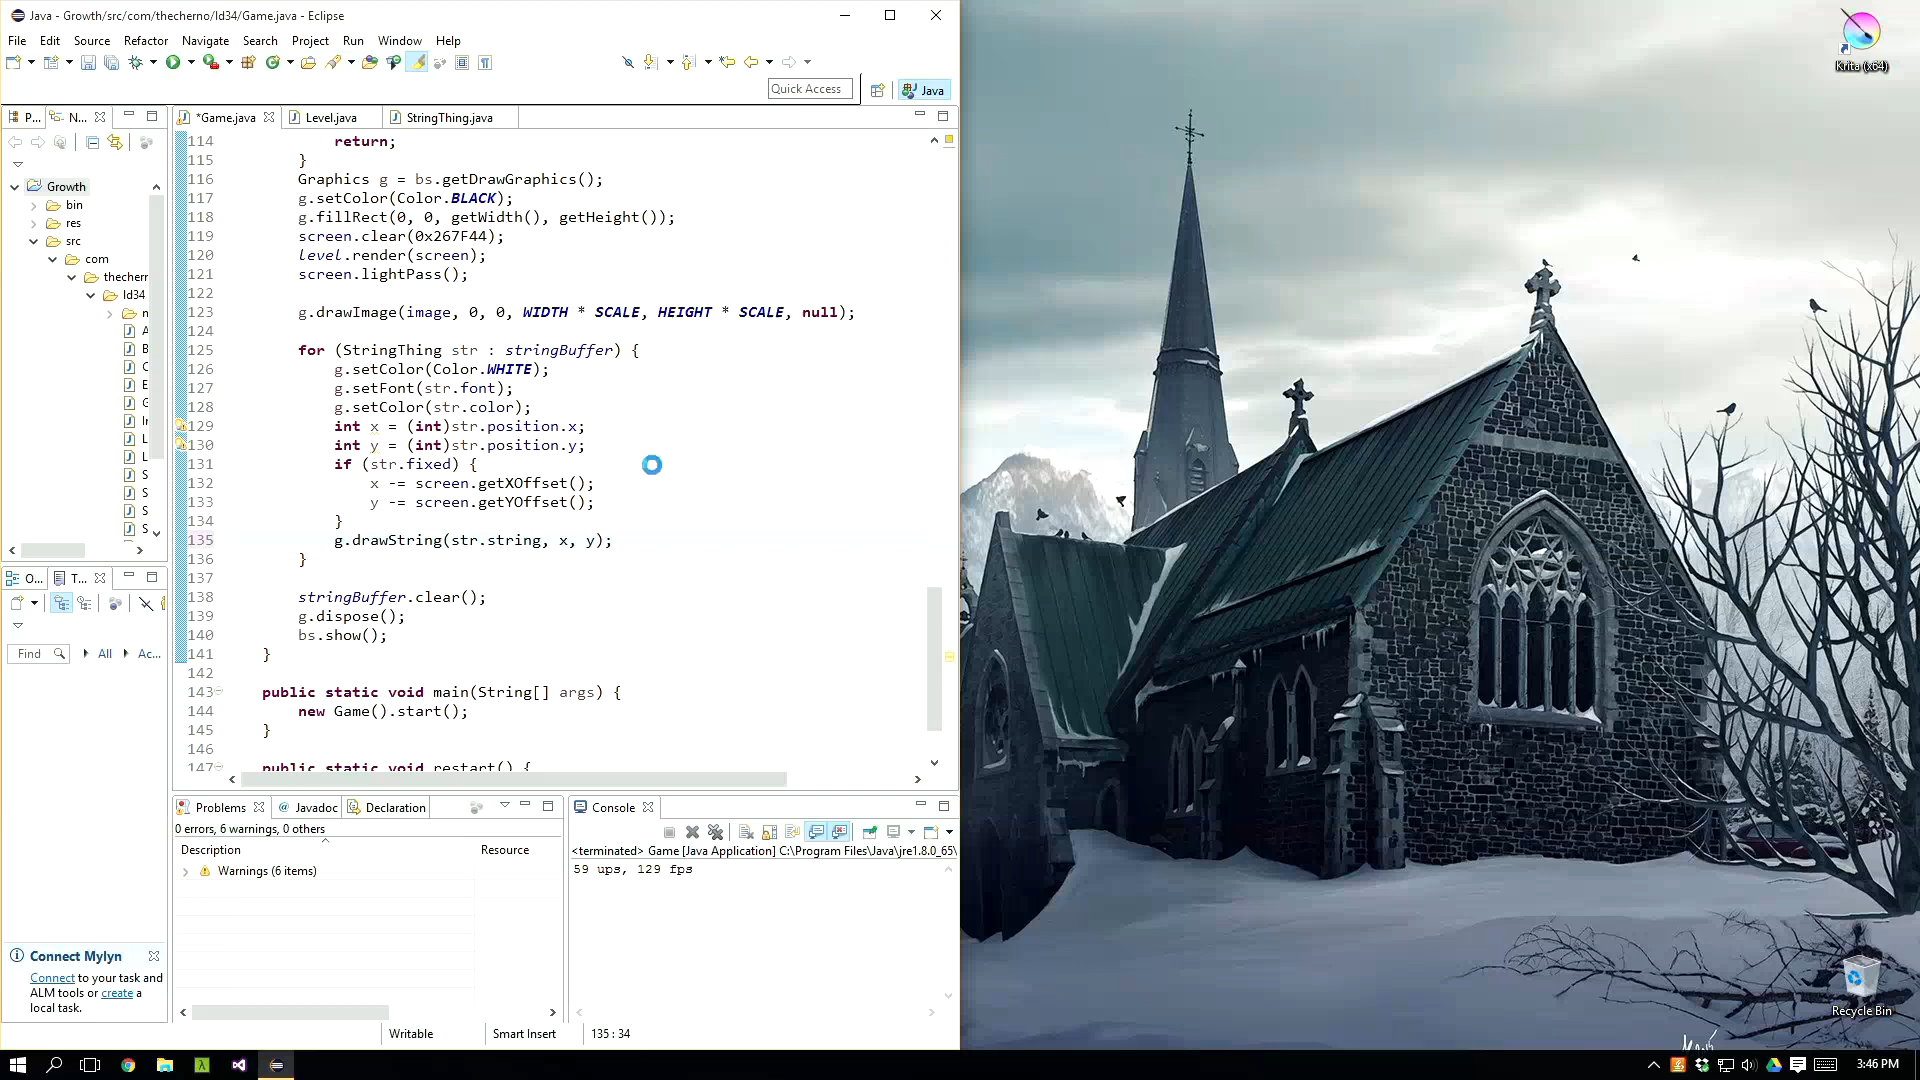 Java - Growth/src/com/thecherno/ld34/Game.java - Eclipse
File Edit Source Refactor Navigate Search Project Run Window Help
Quick Access
Java
P...
N...
*Game.java
Level.java
StringThing.java
Growth
bin
res
src
com
thecherr
ld34
114 return;
115 }
116 Graphics g = bs.getDrawGraphics();
117 g.setColor(Color.BLACK);
118 g.fillRect(0, 0, getWidth(), getHeight());
119 screen.clear(0x267F44);
120 level.render(screen);
121 screen.lightPass();
122
123 g.drawImage(image, 0, 0, WIDTH * SCALE, HEIGHT * SCALE, null);
124
125 for (StringThing str : stringBuffer) {
126 g.setColor(Color.WHITE);
127 g.setFont(str.font);
128 g.setColor(str.color);
129 int x = (int)str.position.x;
130 int y = (int)str.position.y;
131 if (str.fixed) {
132 x -= screen.getXOffset();
133 y -= screen.getYOffset();
134 }
135 g.drawString(str.string, x, y);
136 }
137
138 stringBuffer.clear();
139 g.dispose();
140 bs.show();
141 }
142
143 public static void main(String[] args) {
144 new Game().start();
145 }
146
147 public static void restart() {
O...
T...
Find
All
Ac...
Problems
Javadoc
Declaration
0 errors, 6 warnings, 0 others
Description Resource
Warnings (6 items)
Console
<terminated> Game [Java Application] C:\Program Files\Java\jre1.8.0_65\
59 ups, 129 fps
Connect Mylyn
Connect to your task and
ALM tools or create a
local task.
Writable
Smart Insert
135 : 34
Krita (x64)
Recycle Bin
3:46 PM